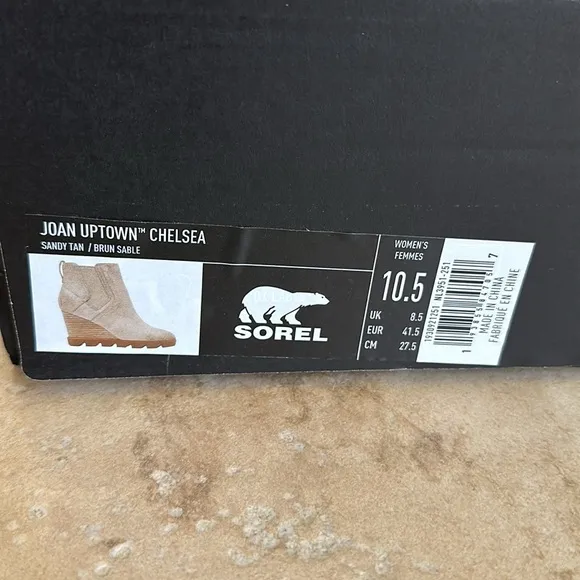 JOAN UPTOWN™ CHELSEA
SANDY TAN / BRUN SABLE
SOREL
WOMEN'S
FEMMES
10.5
UK 8.5
EUR 41.5
CM 27.5
1930921251 NL3951-251
MADE IN CHINA
FABRIQUÉ EN CHINE